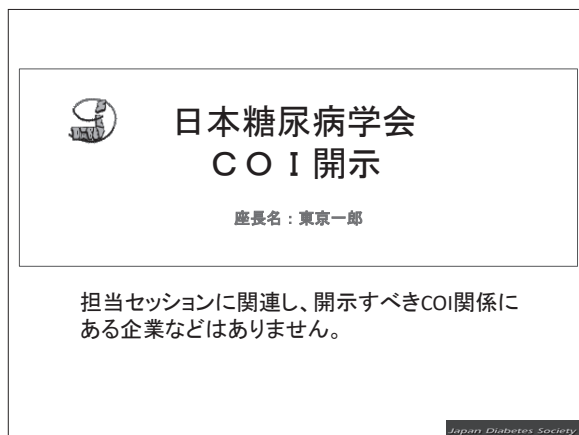 日本糖尿病学会
ＣＯＩ開示
座長名：東京一郎
担当セッションに関連し、開示すべきCOI関係に
ある企業などはありません。
Japan Diabetes Society